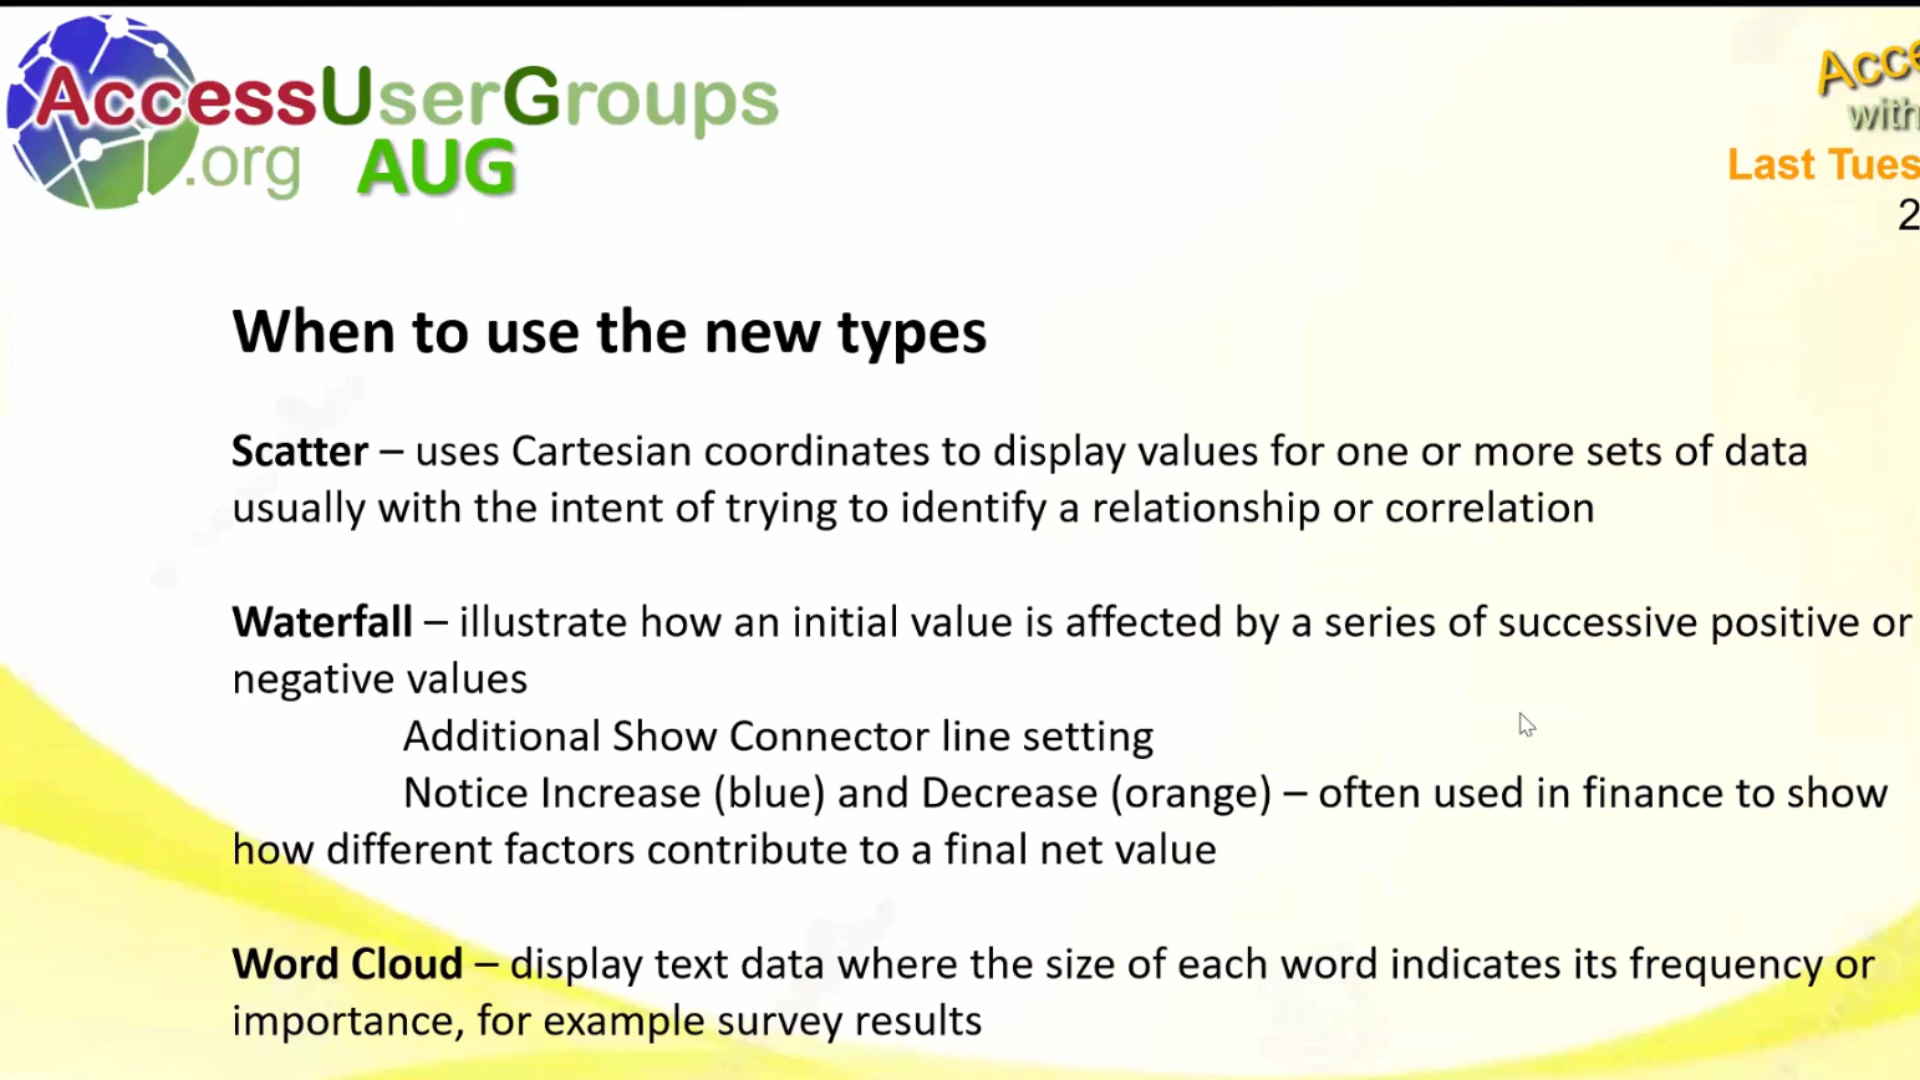 AccessUserGroups
.org AUG
with
Last
2
When to use the new types
Scatter – uses Cartesian coordinates to display values for one or more sets of data
usually with the intent of trying to identify a relationship or correlation
Waterfall – illustrate how an initial value is affected by a series of successive positive or
negative values
Additional Show Connector line setting
Notice Increase (blue) and Decrease (orange) – often used in finance to show
how different factors contribute to a final net value
Word Cloud – display text data where the size of each word indicates its frequency or
importance, for example survey results